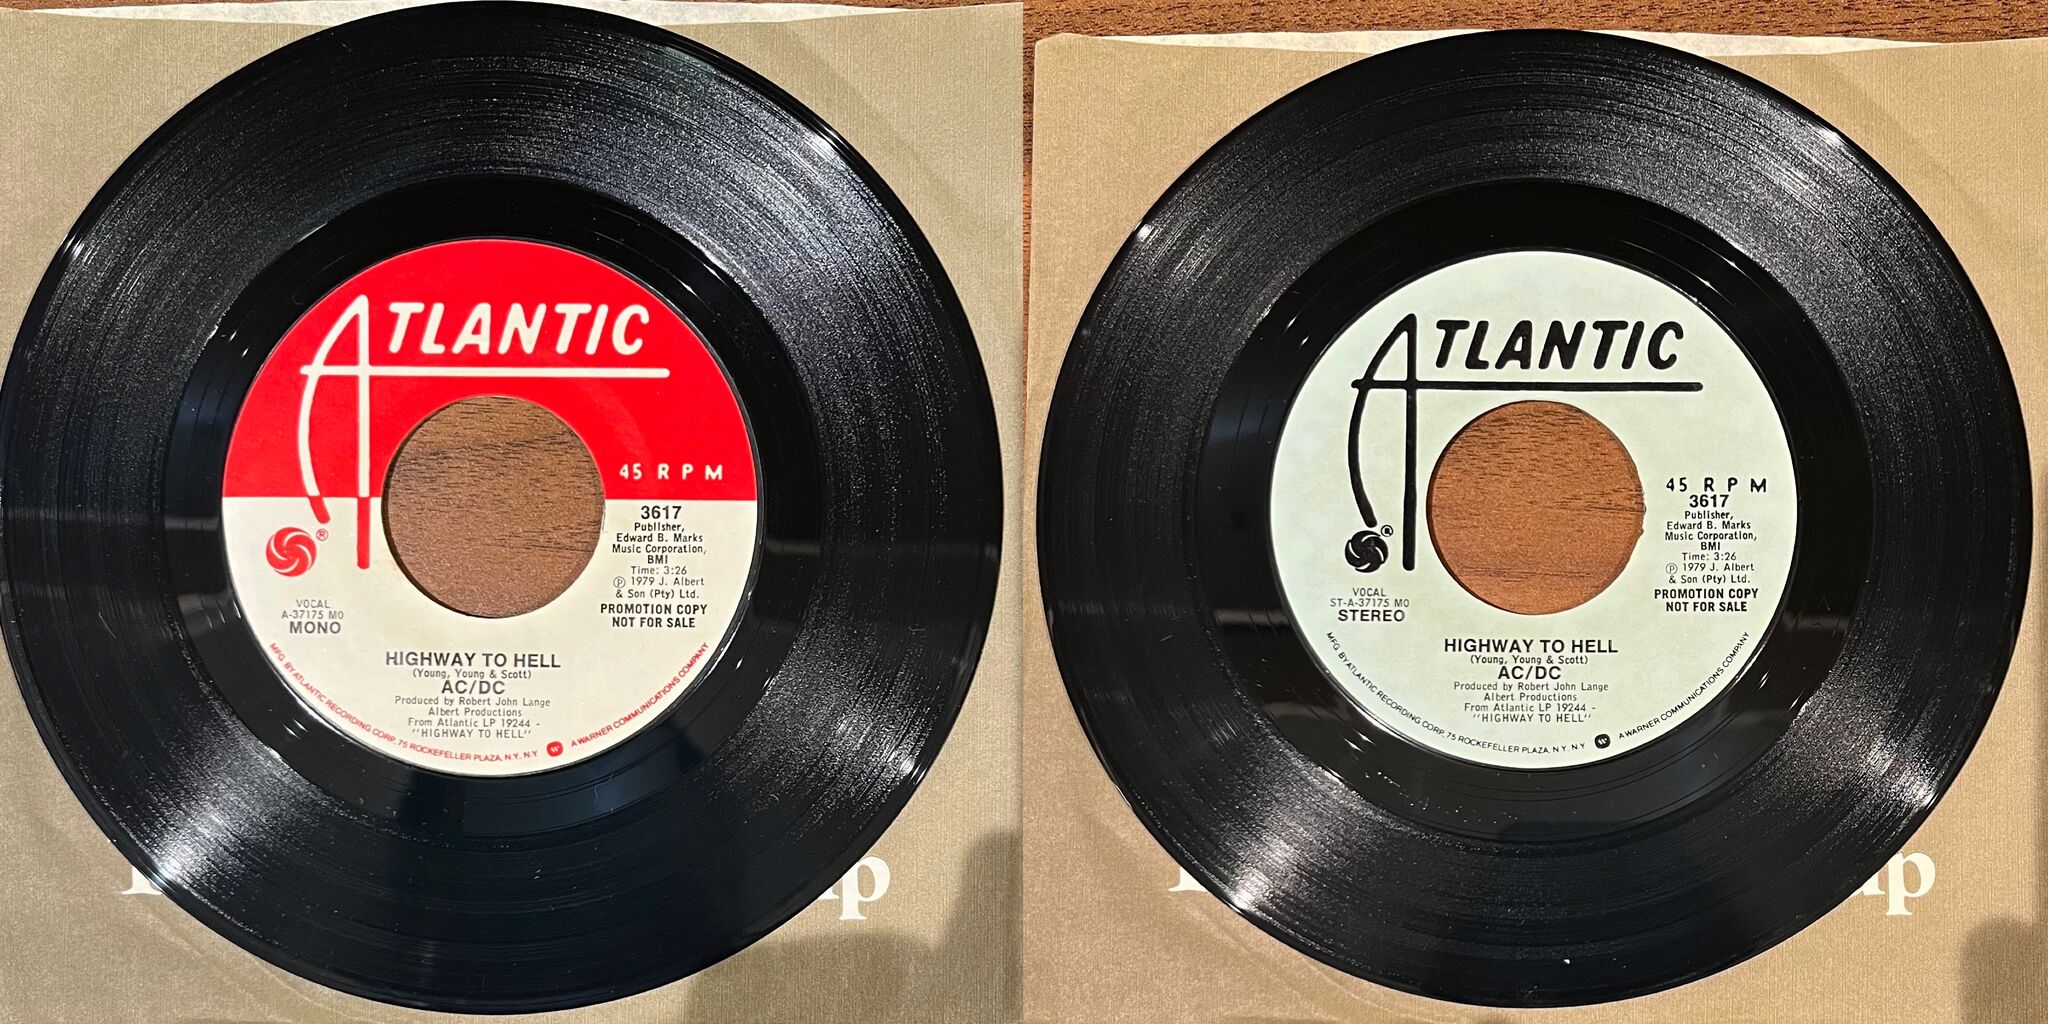 ATLANTIC
45 RPM
3617
Publisher,
Edward B. Marks
Music Corporation,
BMI
Time: 3:26
℗ 1979 J. Albert
& Son (Pty) Ltd.
PROMOTION COPY
NOT FOR SALE
®
VOCAL
A-37175 MO
MONO
HIGHWAY TO HELL
(Young, Young & Scott)
AC/DC
Produced by Robert John Lange
Albert Productions
From Atlantic LP 19244 -
"HIGHWAY TO HELL"
MFG. BY ATLANTIC RECORDING CORP., 75 ROCKEFELLER PLAZA, N.Y., N.Y. A WARNER COMMUNICATIONS COMPANY
ATLANTIC
45 RPM
3617
Publisher,
Edward B. Marks
Music Corporation,
BMI
Time: 3:26
℗ 1979 J. Albert
& Son (Pty) Ltd.
PROMOTION COPY
NOT FOR SALE
®
VOCAL
ST-A-37175 MO
STEREO
HIGHWAY TO HELL
(Young, Young & Scott)
AC/DC
Produced by Robert John Lange
Albert Productions
From Atlantic LP 19244 -
"HIGHWAY TO HELL"
MFG. BY ATLANTIC RECORDING CORP., 75 ROCKEFELLER PLAZA, N.Y., N.Y. A WARNER COMMUNICATIONS COMPANY